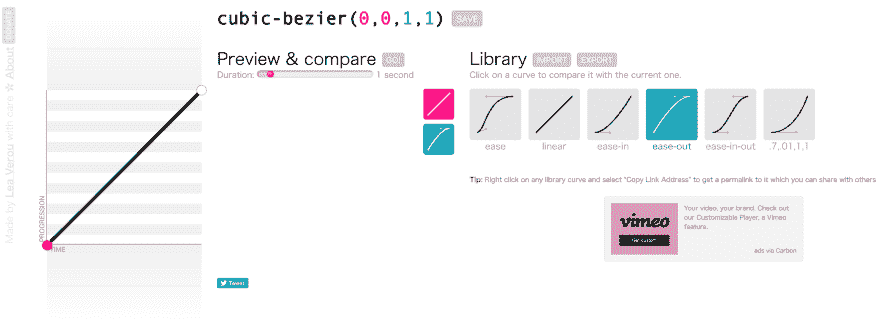 cubic-bezier(0,0,1,1) SAVE
Preview & compare GO!
Duration: 1 second
Library IMPORT EXPORT
Click on a curve to compare it with the current one.
ease
linear
ease-in
ease-out
ease-in-out
.7,.01,1,1
Tip: Right click on any library curve and select "Copy Link Address" to get a permalink to it which you can share with others
vimeo
Your video, your brand. Check out
our Customizable Player, a Vimeo
feature.
ads via Carbon
PROGRESSION
TIME
Made by Lea Verou with care ☆ About
Tweet